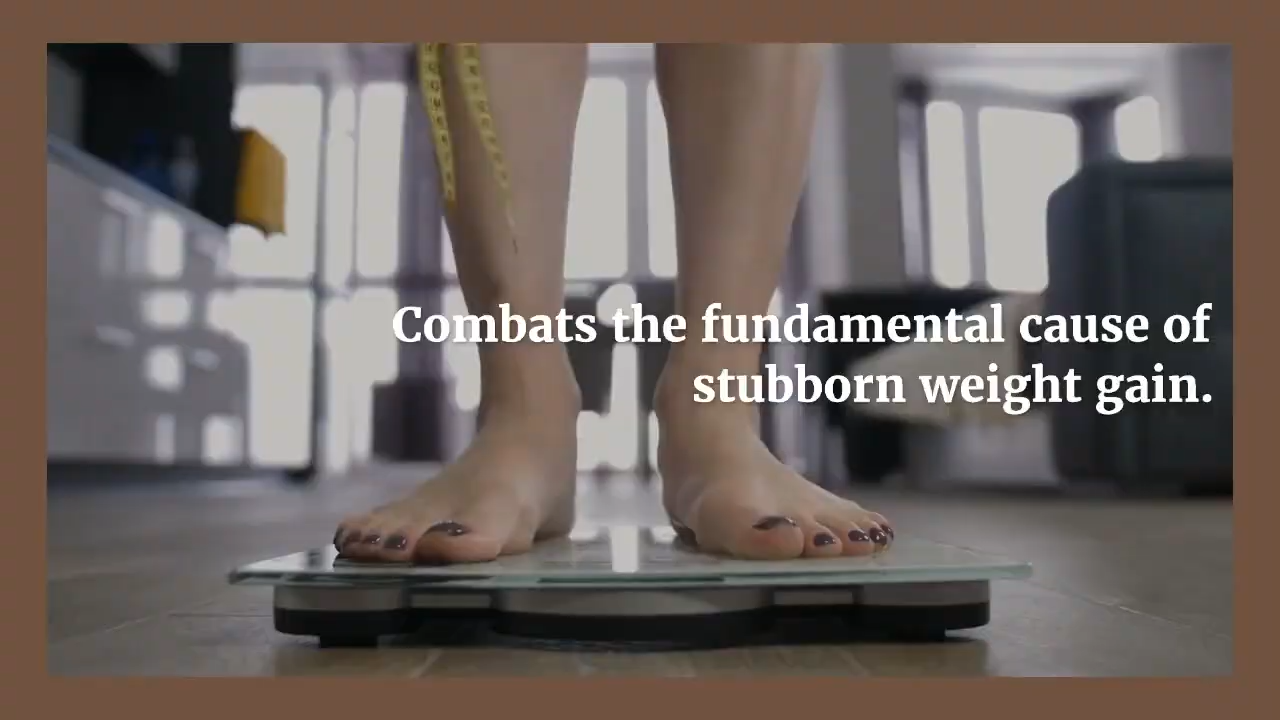 Combats the fundamental cause of
stubborn weight gain.